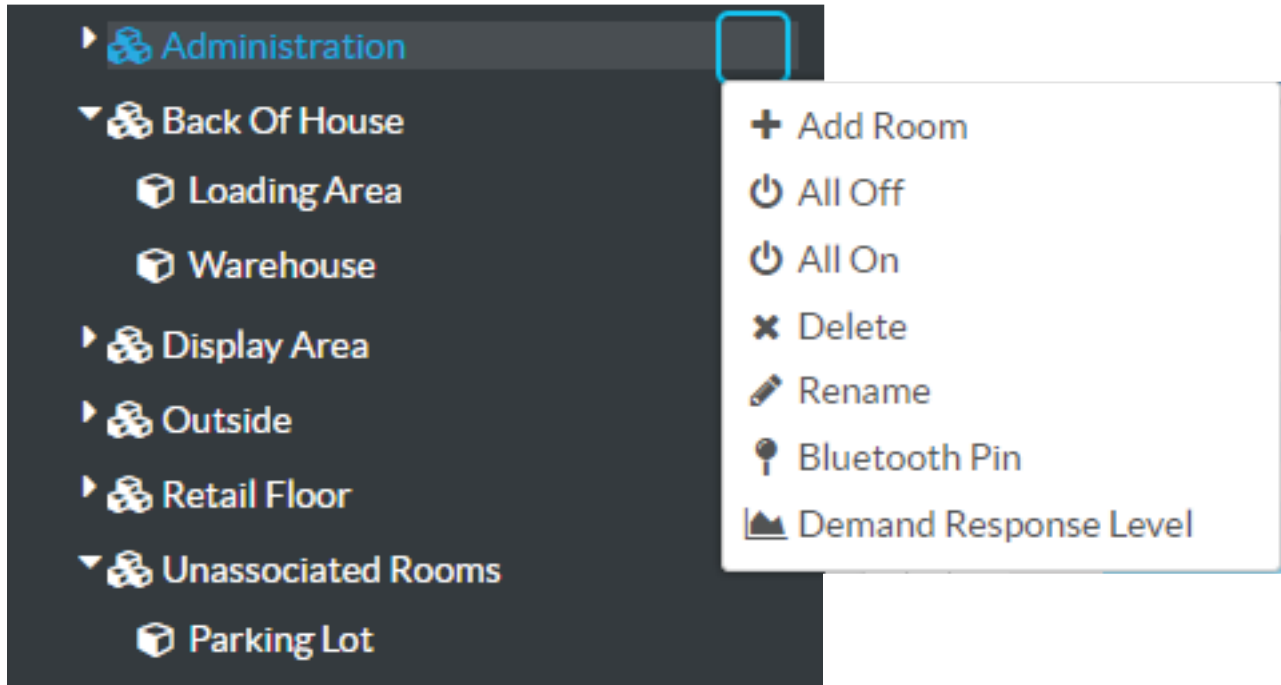 Administration
Back Of House
Loading Area
Warehouse
Display Area
Outside
Retail Floor
Unassociated Rooms
Parking Lot
Add Room
All Off
All On
Delete
Rename
Bluetooth Pin
Demand Response Level